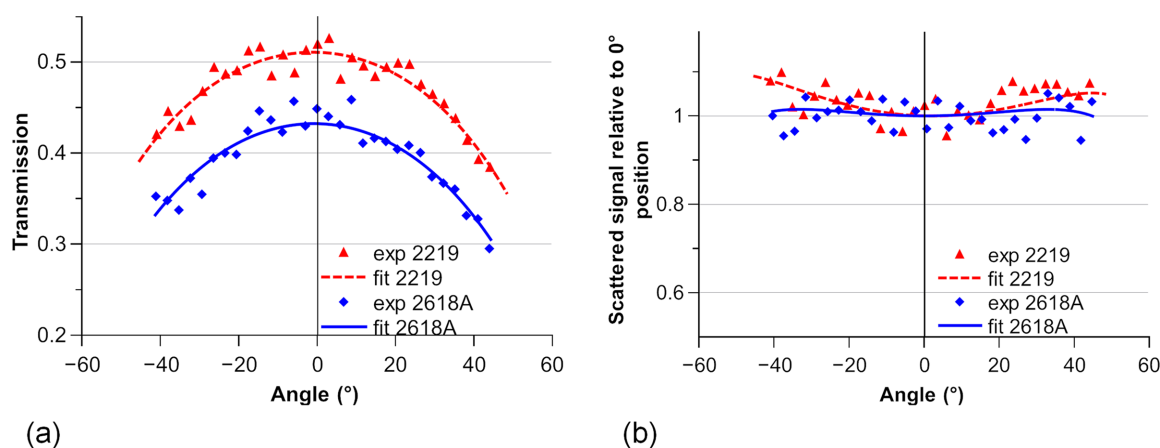 Transmission
0.5
0.4
0.3
0.2
−60
−40
−20
0
20
40
60
Angle (°)
exp 2219
fit 2219
exp 2618A
fit 2618A
(a)
Scattered signal relative to 0°
position
1
0.8
0.6
−60
−40
−20
0
20
40
60
Angle (°)
exp 2219
fit 2219
exp 2618A
fit 2618A
(b)